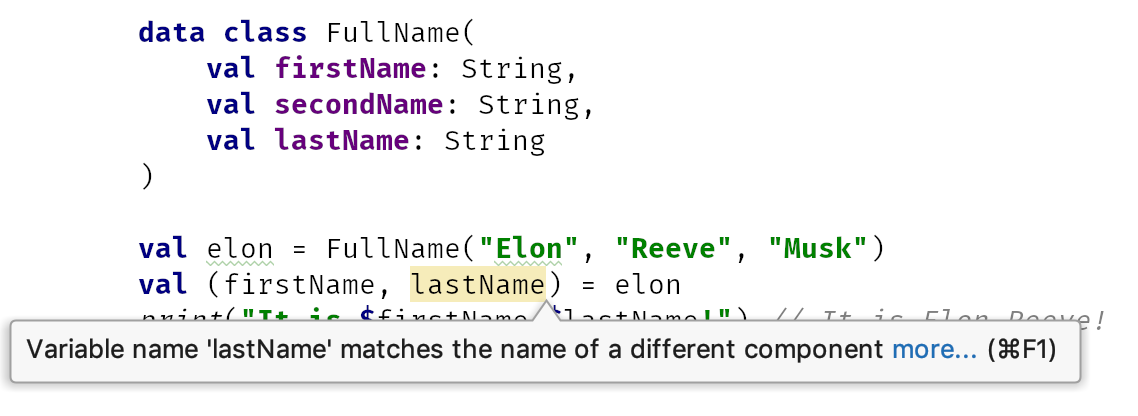 data class FullName(
val firstName: String,
val secondName: String,
val lastName: String
)
val elon = FullName("Elon", "Reeve", "Musk")
val (firstName, lastName) = elon
print("It is $firstName $lastName!") // It is Elon Reeve!
Variable name 'lastName' matches the name of a different component more... (⌘F1)